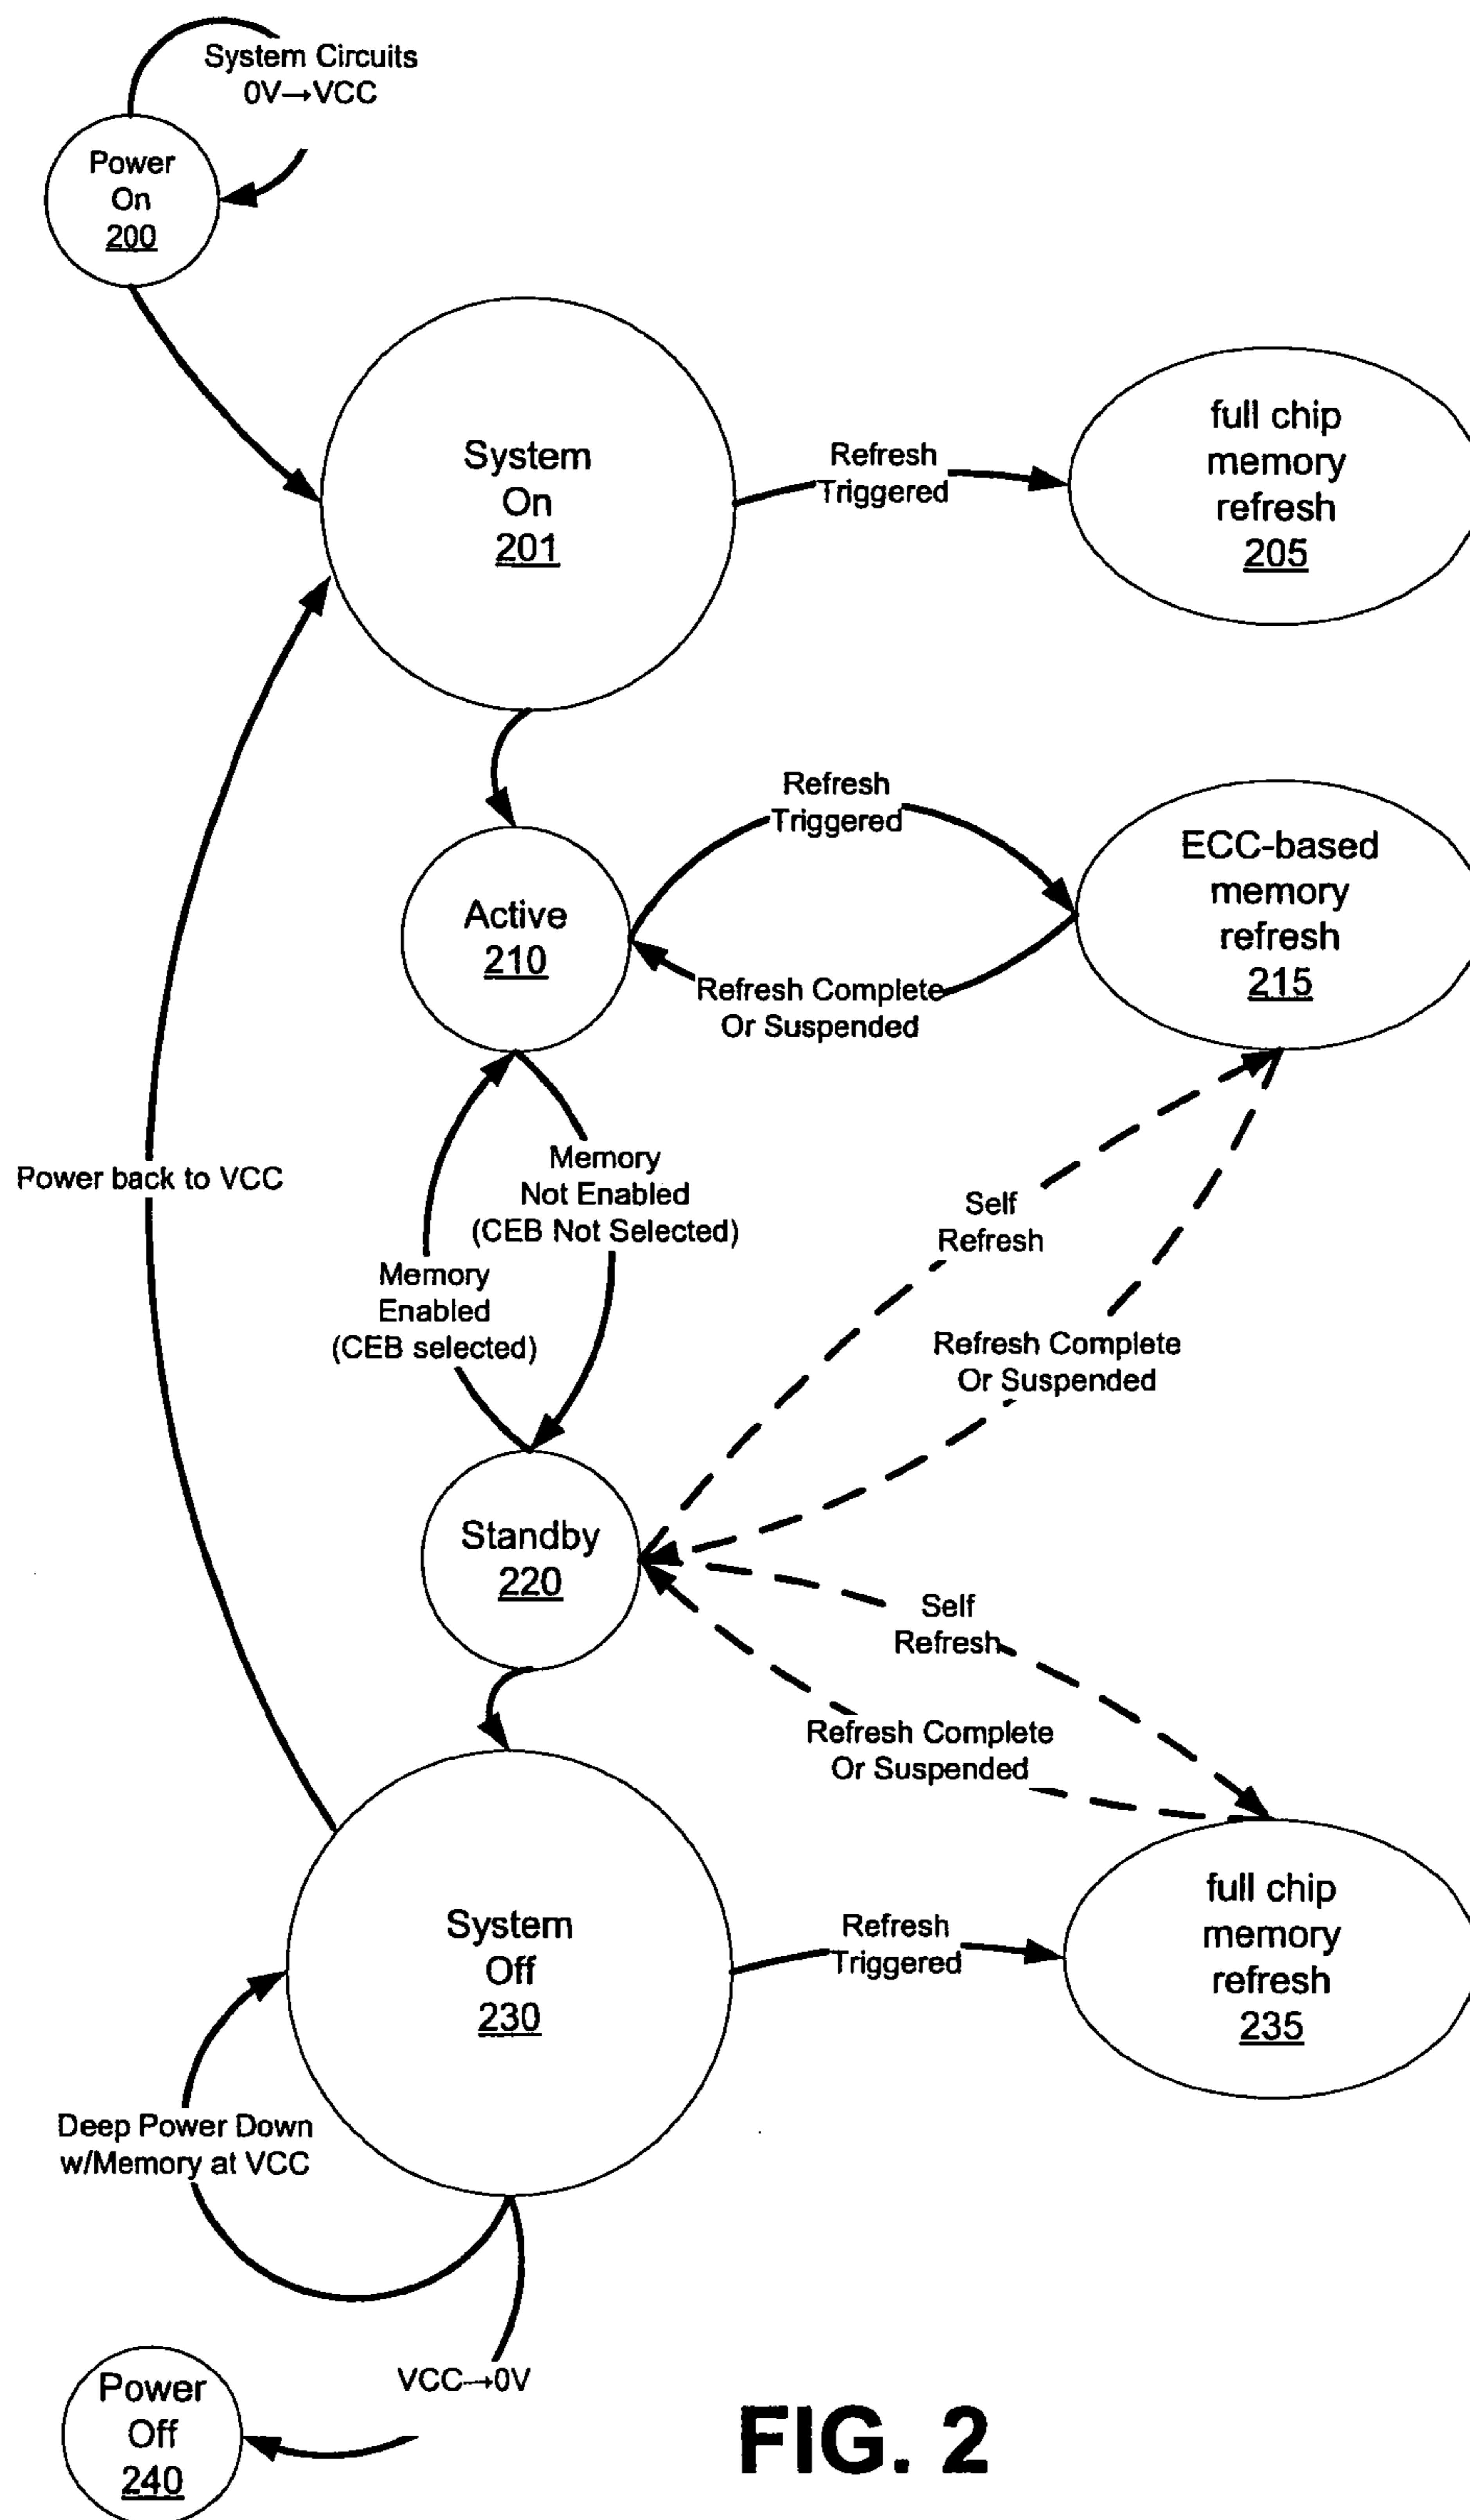 System Circuits
0V→VCC
Power
On
200
System
On
201
Refresh
Triggered
full chip
memory
refresh
205
Refresh
Triggered
Active
210
ECC-based
memory
refresh
215
Refresh Complete
Or Suspended
Power back to VCC
Memory
Not Enabled
(CEB Not Selected)
Self
Refresh
Memory
Enabled
(CEB selected)
Refresh Complete
Or Suspended
Standby
220
Self
Refresh
Refresh Complete
Or Suspended
System
Off
230
Refresh
Triggered
full chip
memory
refresh
235
Deep Power Down
w/Memory at VCC
VCC→0V
Power
Off
240
FIG. 2